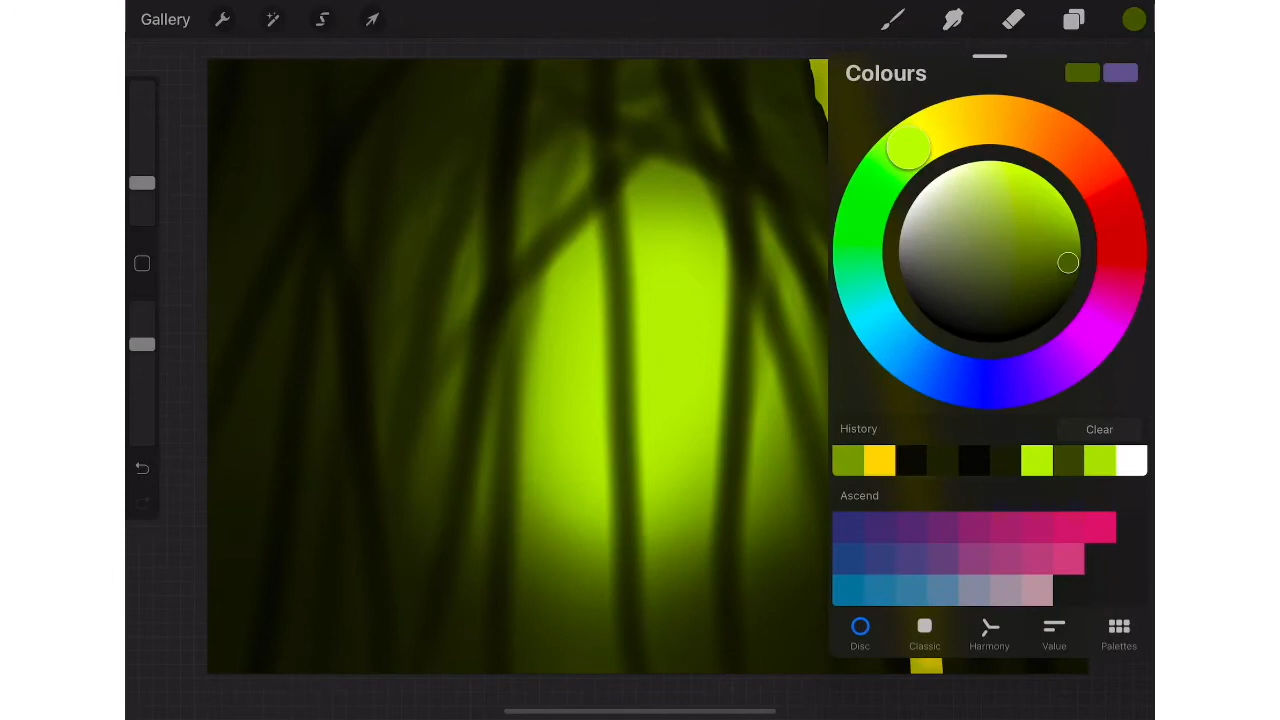 Gallery
Colours
History
Clear
Ascend
Disc
Classic
Harmony
Value
Palettes